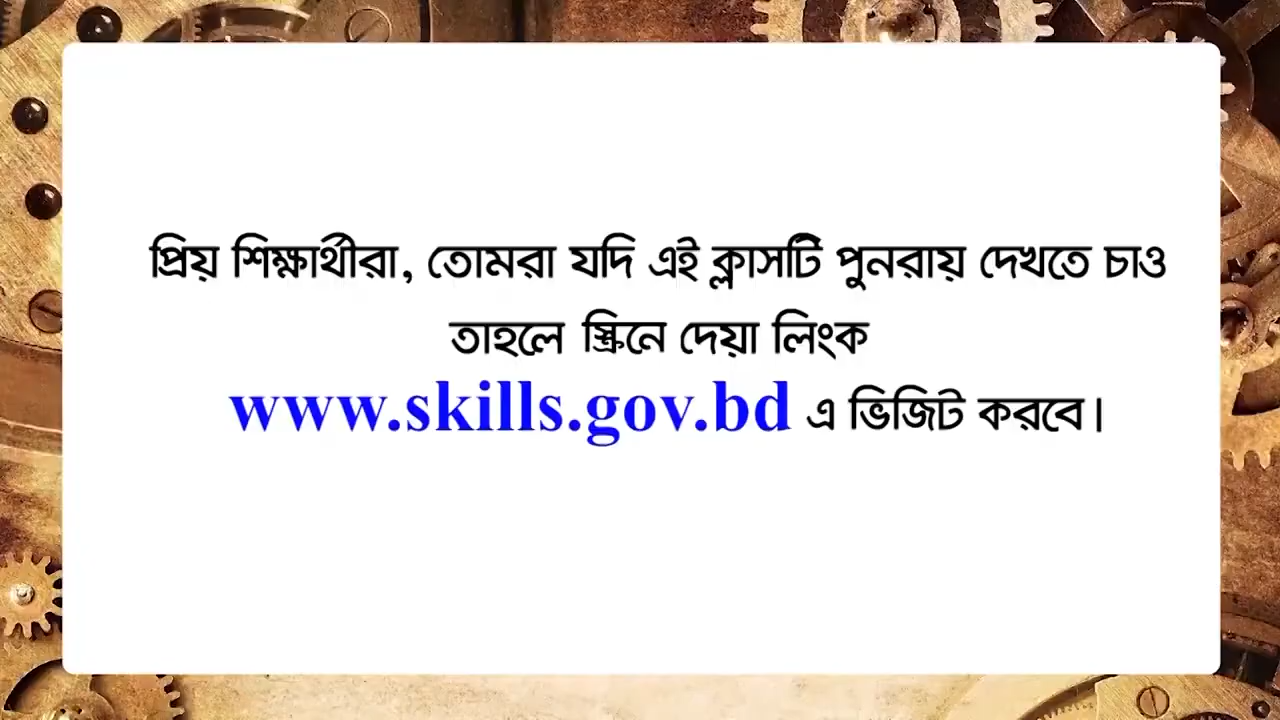 প্রিয় শিক্ষার্থীরা, তোমরা যদি এই ক্লাসটি পুনরায় দেখতে চাও
তাহলে স্ক্রিনে দেয়া লিংক
www.skills.gov.bd এ ভিজিট করবে।